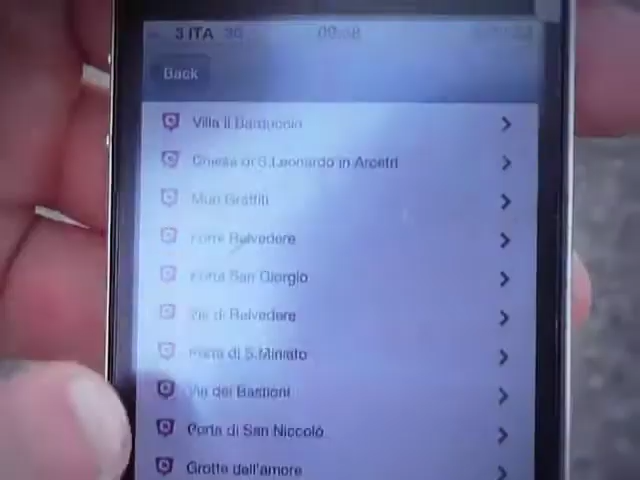 3 ITA 3G
Back
Villa Il
Chiesa di S.Leonardo in Arcetri
Muri Graffiti
Forte Belvedere
Porta San Giorgio
Via di Belvedere
Porta di S.Miniato
Via dei Bastioni
Porta di San Niccolò
Grotte dell'amore